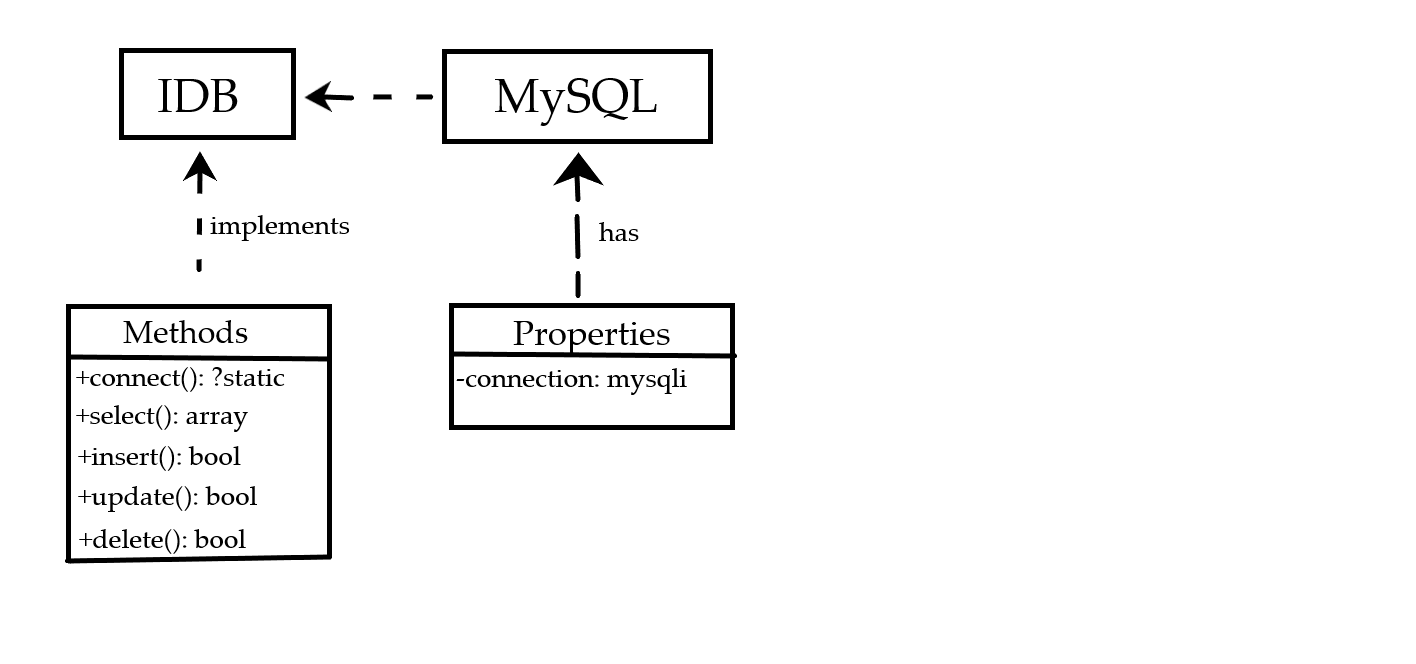 IDB
MySQL
implements
has
Methods
+connect(): ?static
+select(): array
+insert(): bool
+update(): bool
+delete(): bool
Properties
-connection: mysqli